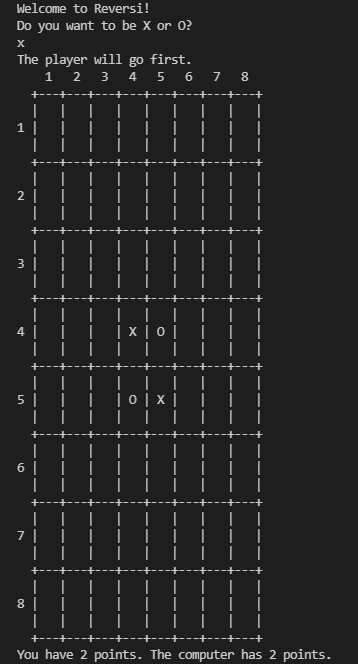 Welcome to Reversi!
Do you want to be X or O?
x
The player will go first.
    1   2   3   4   5   6   7   8
  +---+---+---+---+---+---+---+---+
  |   |   |   |   |   |   |   |   |
1 |   |   |   |   |   |   |   |   |
  |   |   |   |   |   |   |   |   |
  +---+---+---+---+---+---+---+---+
  |   |   |   |   |   |   |   |   |
2 |   |   |   |   |   |   |   |   |
  |   |   |   |   |   |   |   |   |
  +---+---+---+---+---+---+---+---+
  |   |   |   |   |   |   |   |   |
3 |   |   |   |   |   |   |   |   |
  |   |   |   |   |   |   |   |   |
  +---+---+---+---+---+---+---+---+
  |   |   |   |   |   |   |   |   |
4 |   |   |   | X | O |   |   |   |
  |   |   |   |   |   |   |   |   |
  +---+---+---+---+---+---+---+---+
  |   |   |   |   |   |   |   |   |
5 |   |   |   | O | X |   |   |   |
  |   |   |   |   |   |   |   |   |
  +---+---+---+---+---+---+---+---+
  |   |   |   |   |   |   |   |   |
6 |   |   |   |   |   |   |   |   |
  |   |   |   |   |   |   |   |   |
  +---+---+---+---+---+---+---+---+
  |   |   |   |   |   |   |   |   |
7 |   |   |   |   |   |   |   |   |
  |   |   |   |   |   |   |   |   |
  +---+---+---+---+---+---+---+---+
  |   |   |   |   |   |   |   |   |
8 |   |   |   |   |   |   |   |   |
  |   |   |   |   |   |   |   |   |
  +---+---+---+---+---+---+---+---+
You have 2 points. The computer has 2 points.